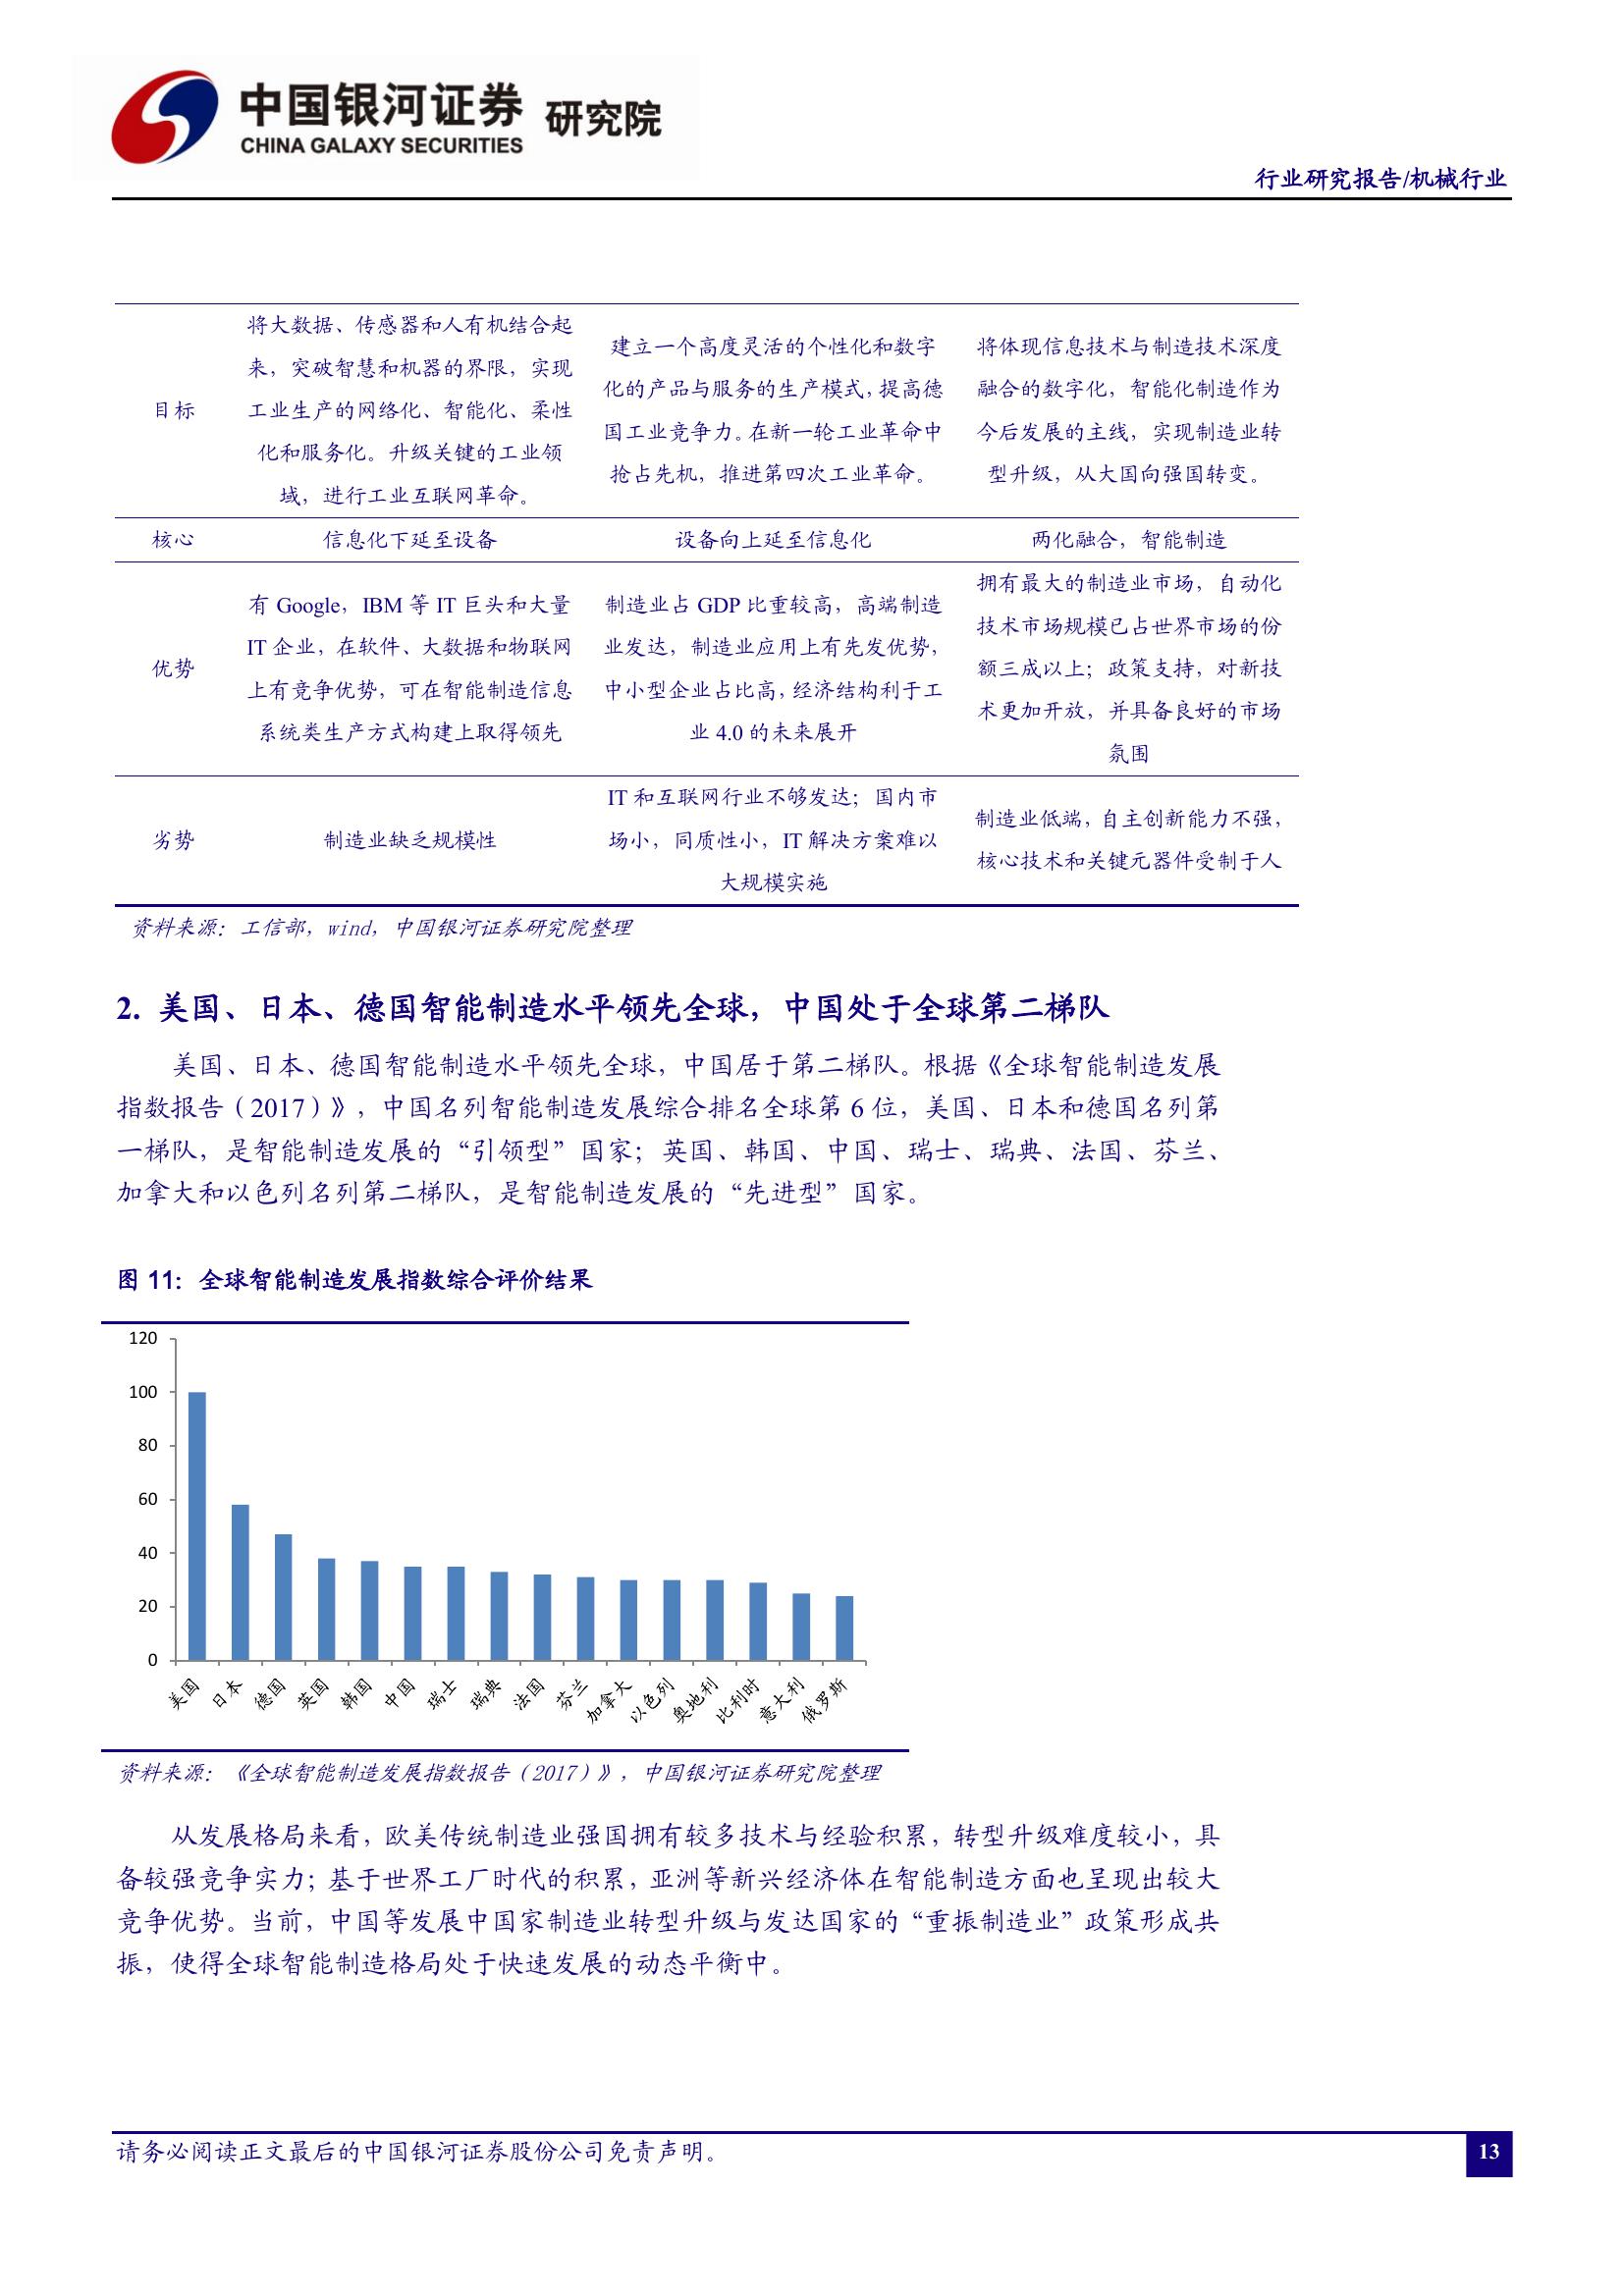 中国银河证券 研究院
CHINA GALAXY SECURITIES
行业研究报告/机械行业
目标
将大数据、传感器和人有机结合起
来，突破智慧和机器的界限，实现
工业生产的网络化、智能化、柔性
化和服务化。升级关键的工业领
域，进行工业互联网革命。
建立一个高度灵活的个性化和数字
化的产品与服务的生产模式，提高德
国工业竞争力。在新一轮工业革命中
抢占先机，推进第四次工业革命。
将体现信息技术与制造技术深度
融合的数字化，智能化制造作为
今后发展的主线，实现制造业转
型升级，从大国向强国转变。
核心
信息化下延至设备
设备向上延至信息化
两化融合，智能制造
优势
有 Google，IBM 等 IT 巨头和大量
IT 企业，在软件、大数据和物联网
上有竞争优势，可在智能制造信息
系统类生产方式构建上取得领先
制造业占 GDP 比重较高，高端制造
业发达，制造业应用上有先发优势，
中小型企业占比高，经济结构利于工
业 4.0 的未来展开
拥有最大的制造业市场，自动化
技术市场规模已占世界市场的份
额三成以上；政策支持，对新技
术更加开放，并具备良好的市场
氛围
劣势
制造业缺乏规模性
IT 和互联网行业不够发达；国内市
场小，同质性小，IT 解决方案难以
大规模实施
制造业低端，自主创新能力不强，
核心技术和关键元器件受制于人
资料来源：工信部，wind，中国银河证券研究院整理
2. 美国、日本、德国智能制造水平领先全球，中国处于全球第二梯队
美国、日本、德国智能制造水平领先全球，中国居于第二梯队。根据《全球智能制造发展
指数报告（2017）》，中国名列智能制造发展综合排名全球第 6 位，美国、日本和德国名列第
一梯队，是智能制造发展的“引领型”国家；英国、韩国、中国、瑞士、瑞典、法国、芬兰、
加拿大和以色列名列第二梯队，是智能制造发展的“先进型”国家。
图 11：全球智能制造发展指数综合评价结果
120
100
80
60
40
20
0
美国
日本
德国
英国
韩国
中国
瑞士
瑞典
法国
芬兰
加拿大
以色列
奥地利
比利时
意大利
俄罗斯
资料来源：《全球智能制造发展指数报告（2017）》，中国银河证券研究院整理
从发展格局来看，欧美传统制造业强国拥有较多技术与经验积累，转型升级难度较小，具
备较强竞争实力；基于世界工厂时代的积累，亚洲等新兴经济体在智能制造方面也呈现出较大
竞争优势。当前，中国等发展中国家制造业转型升级与发达国家的“重振制造业”政策形成共
振，使得全球智能制造格局处于快速发展的动态平衡中。
请务必阅读正文最后的中国银河证券股份公司免责声明。
13